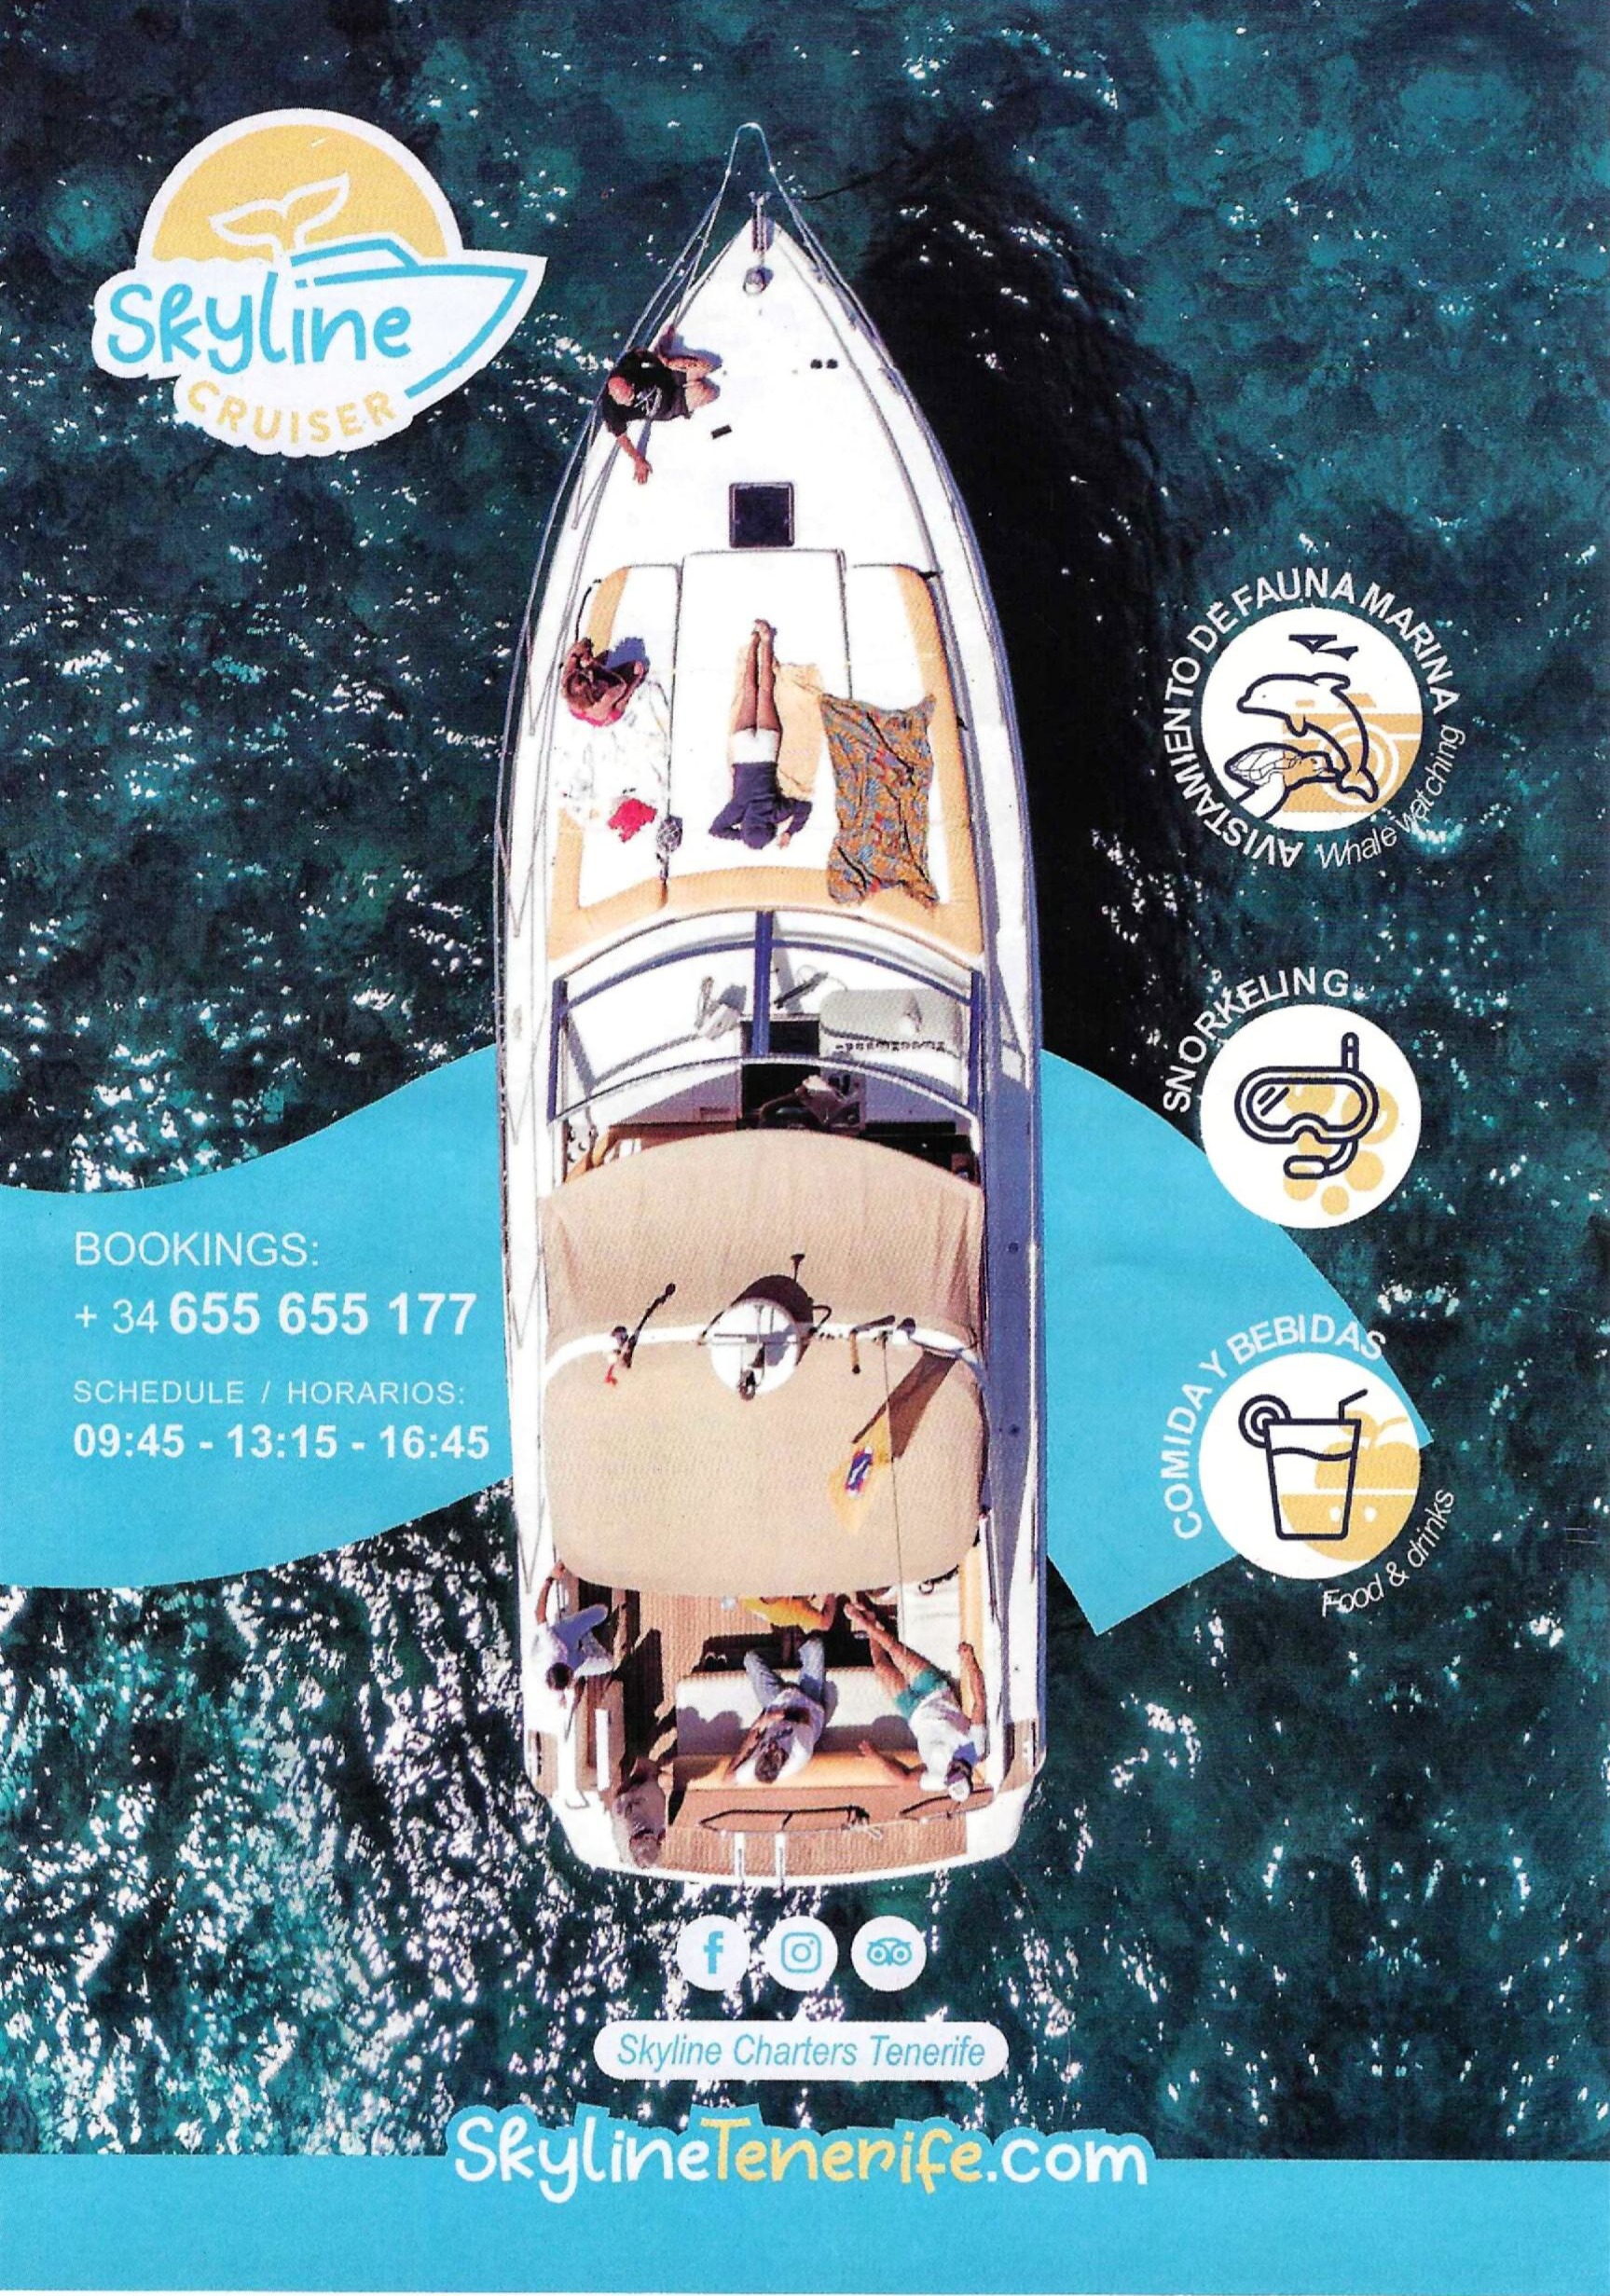 Skyline
CRUISER
AVISTAMIENTO DE FAUNA MARINA
Whale watching
SNORKELING
BOOKINGS:
+ 34 655 655 177
SCHEDULE / HORARIOS:
09:45 - 13:15 - 16:45
COMIDA Y BEBIDAS
Food & drinks
Skyline Charters Tenerife
SkylineTenerife.com